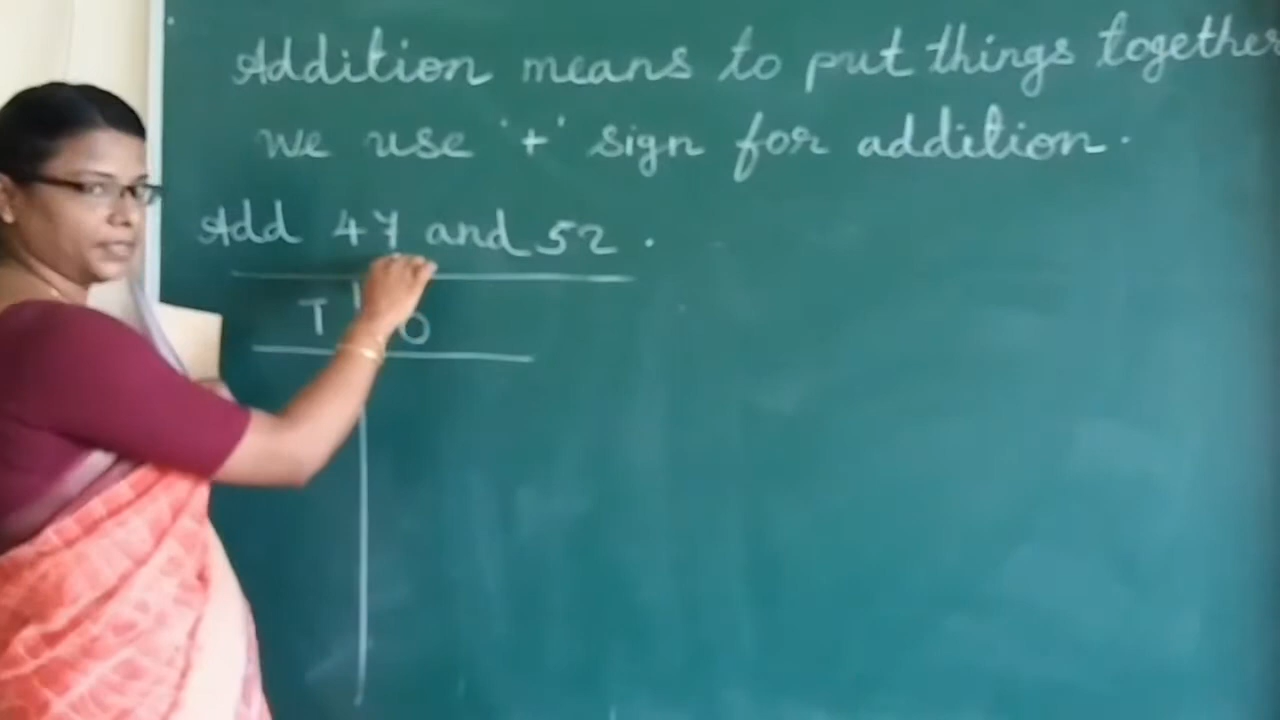 Addition means to put things together
we use '+' sign for addition.
Add 47 and 52.
T O